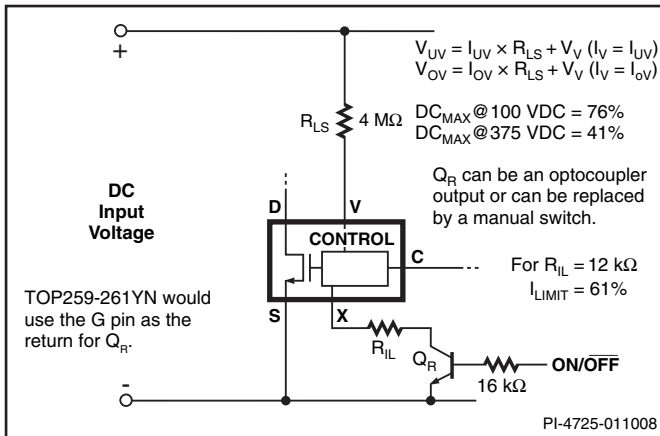 +
V_UV = I_UV × R_LS + V_V (I_V = I_UV)
V_OV = I_OV × R_LS + V_V (I_V = I_oV)
DC_MAX@100 VDC = 76%
DC_MAX@375 VDC = 41%
R_LS
4 MΩ
Q_R can be an optocoupler
output or can be replaced
by a manual switch.
DC
Input
Voltage
D
V
CONTROL
C
For R_IL = 12 kΩ
I_LIMIT = 61%
TOP259-261YN would
use the G pin as the
return for Q_R.
S
X
R_IL
Q_R
ON/O̅F̅F̅
16 kΩ
-
PI-4725-011008